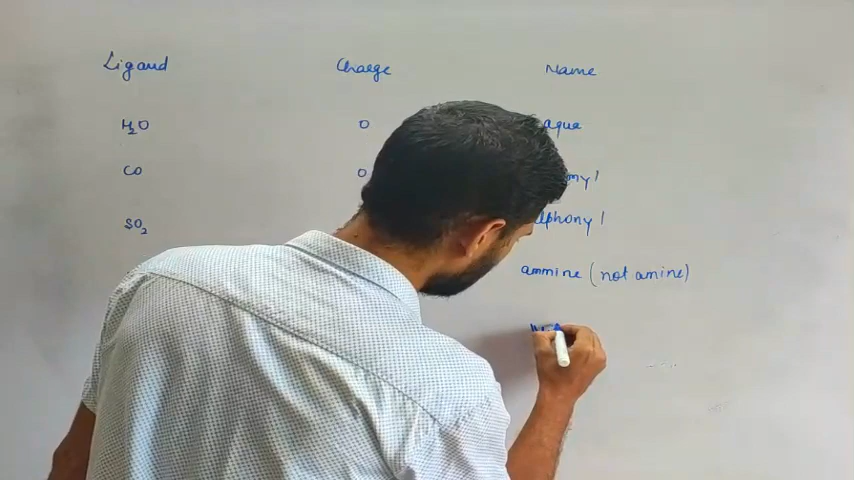 Ligand Charge Name
H₂O 0 aqua
CO 0
SO₂
ammine (not amine)